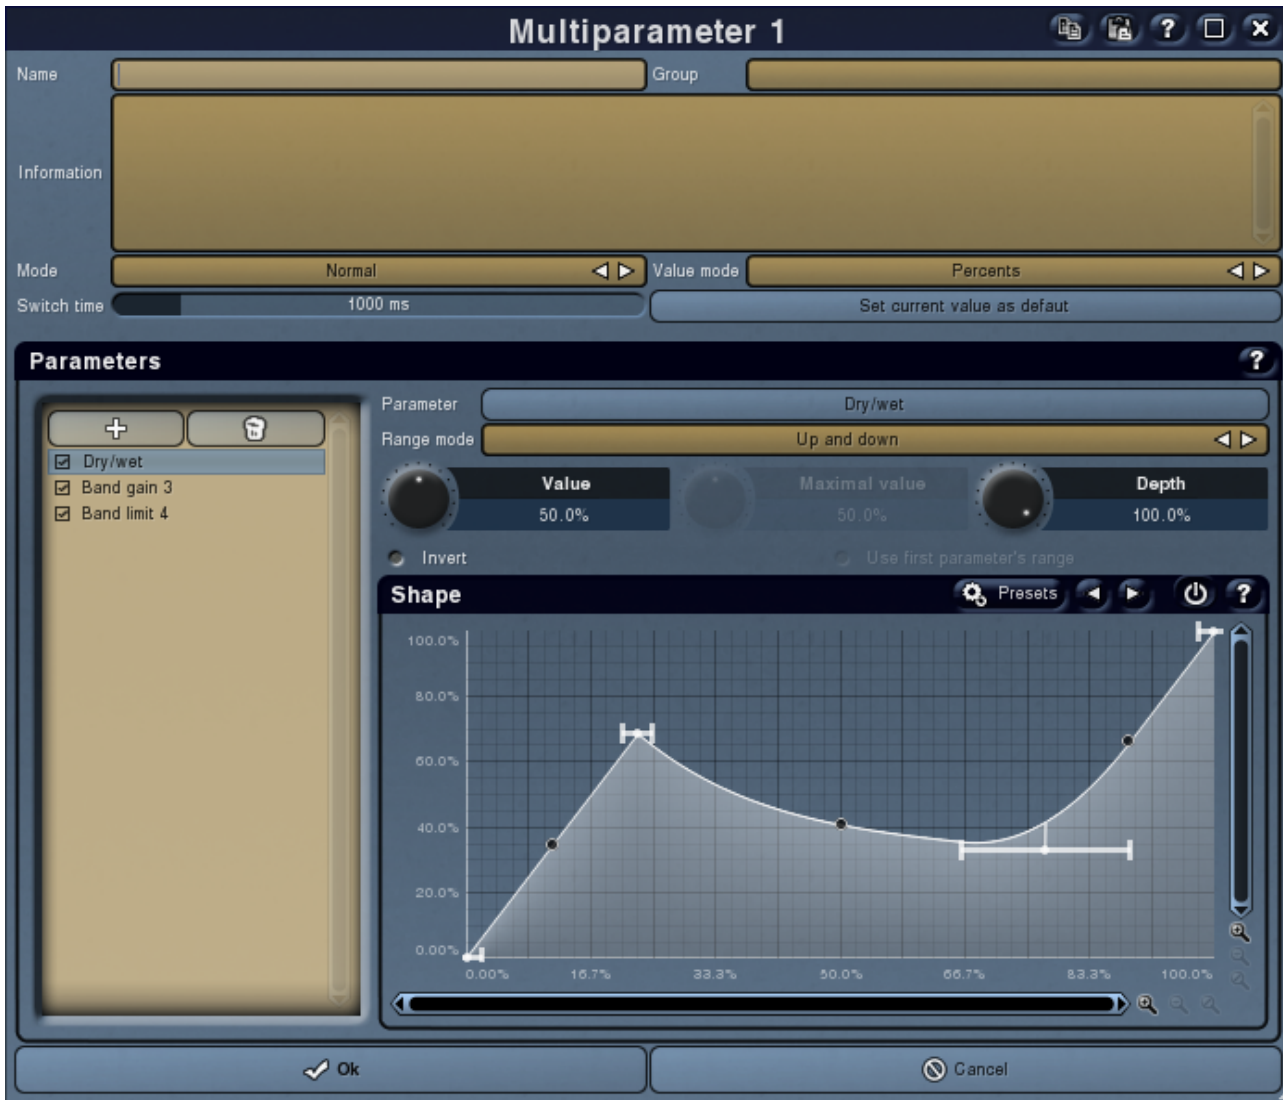 Multiparameter 1
?
Name
Group
Information
Mode
Normal
Value mode
Percents
Switch time
1000 ms
Set current value as defaut
Parameters
?
Parameter
Dry/wet
Range mode
Up and down
Dry/wet
Band gain 3
Band limit 4
Value
50.0%
Maximal value
50.0%
Depth
100.0%
Invert
Use first parameter's range
Shape
Presets
?
100.0%
80.0%
60.0%
40.0%
20.0%
0.00%
0.00% 16.7% 33.3% 50.0% 66.7% 83.3% 100.0%
Ok
Cancel